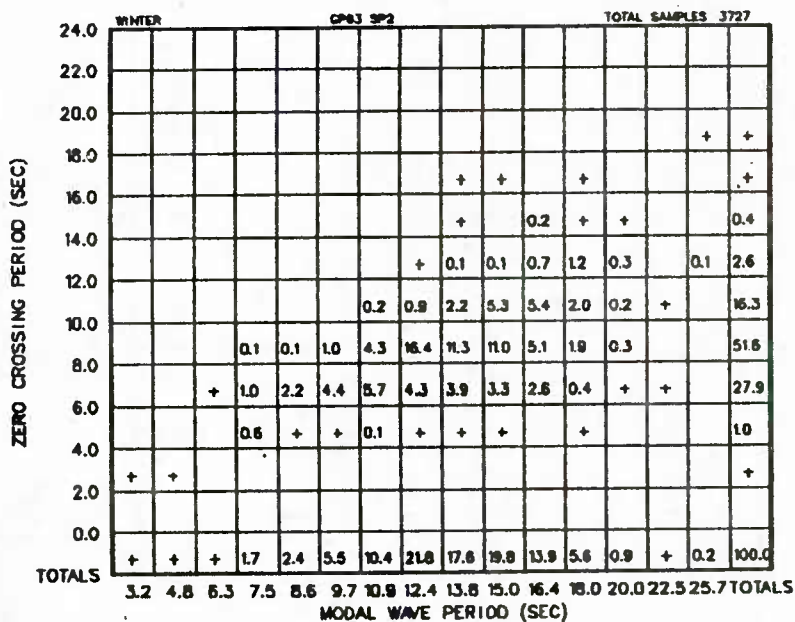 WINTER GP83 SP2 TOTAL SAMPLES 3727
24.0
22.0
20.0
+ +
18.0
+ + + +
16.0
+ 0.2 + + 0.4
14.0
+ 0.1 0.1 0.7 1.2 0.3 0.1 2.6
12.0
0.2 0.9 2.2 5.3 5.4 2.0 0.2 + 16.3
10.0
0.1 0.1 1.0 4.3 16.4 11.3 11.0 5.1 1.9 0.3 51.6
8.0
+ 1.0 2.2 4.4 5.7 4.3 3.9 3.3 2.6 0.4 + + 27.9
6.0
0.6 + + 0.1 + + + + 1.0
4.0
+ + +
2.0
0.0
+ + + 1.7 2.4 5.5 10.4 21.8 17.6 19.8 13.9 5.6 0.9 + 0.2 100.0
TOTALS
3.2 4.8 6.3 7.5 8.6 9.7 10.9 12.4 13.8 15.0 16.4 18.0 20.0 22.5 25.7 TOTALS
MODAL WAVE PERIOD (SEC)
ZERO CROSSING PERIOD (SEC)